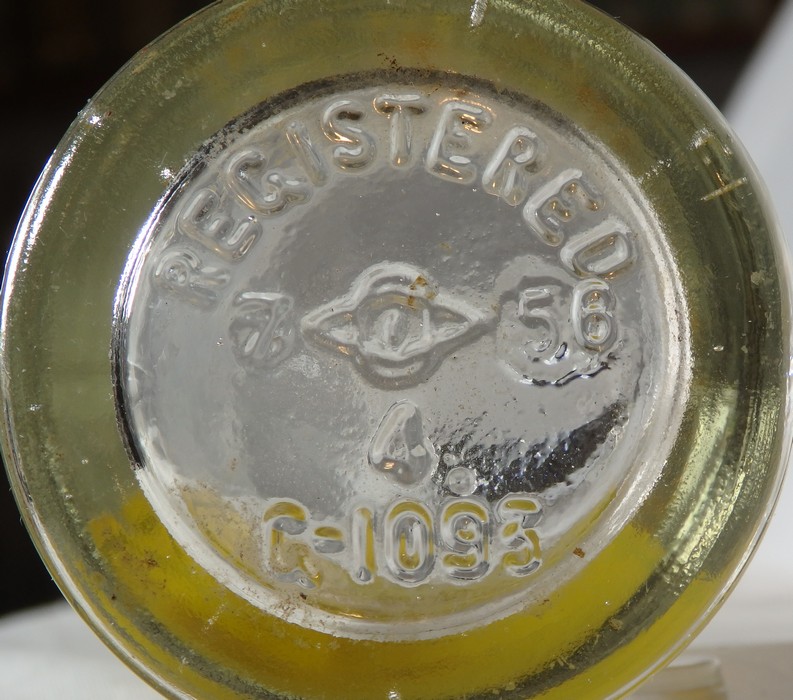 REGISTERED
7 I 56
4.
G-1093